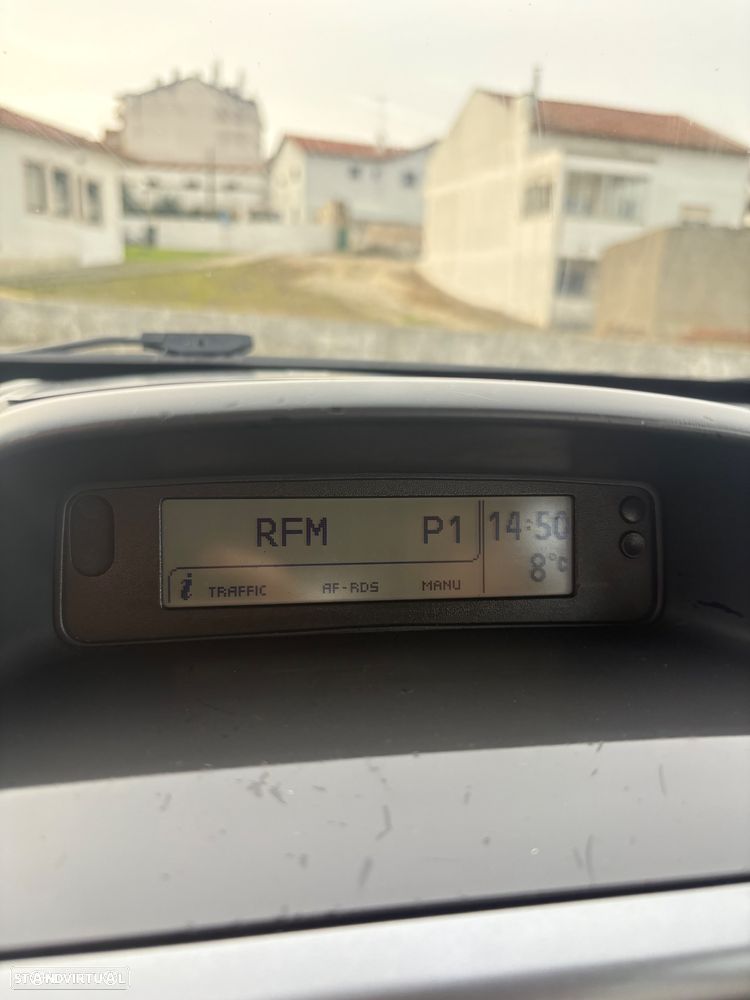 RFM P1 14:50
8°C
i TRAFFIC AF-RDS MANU
STANDVIRTUAL